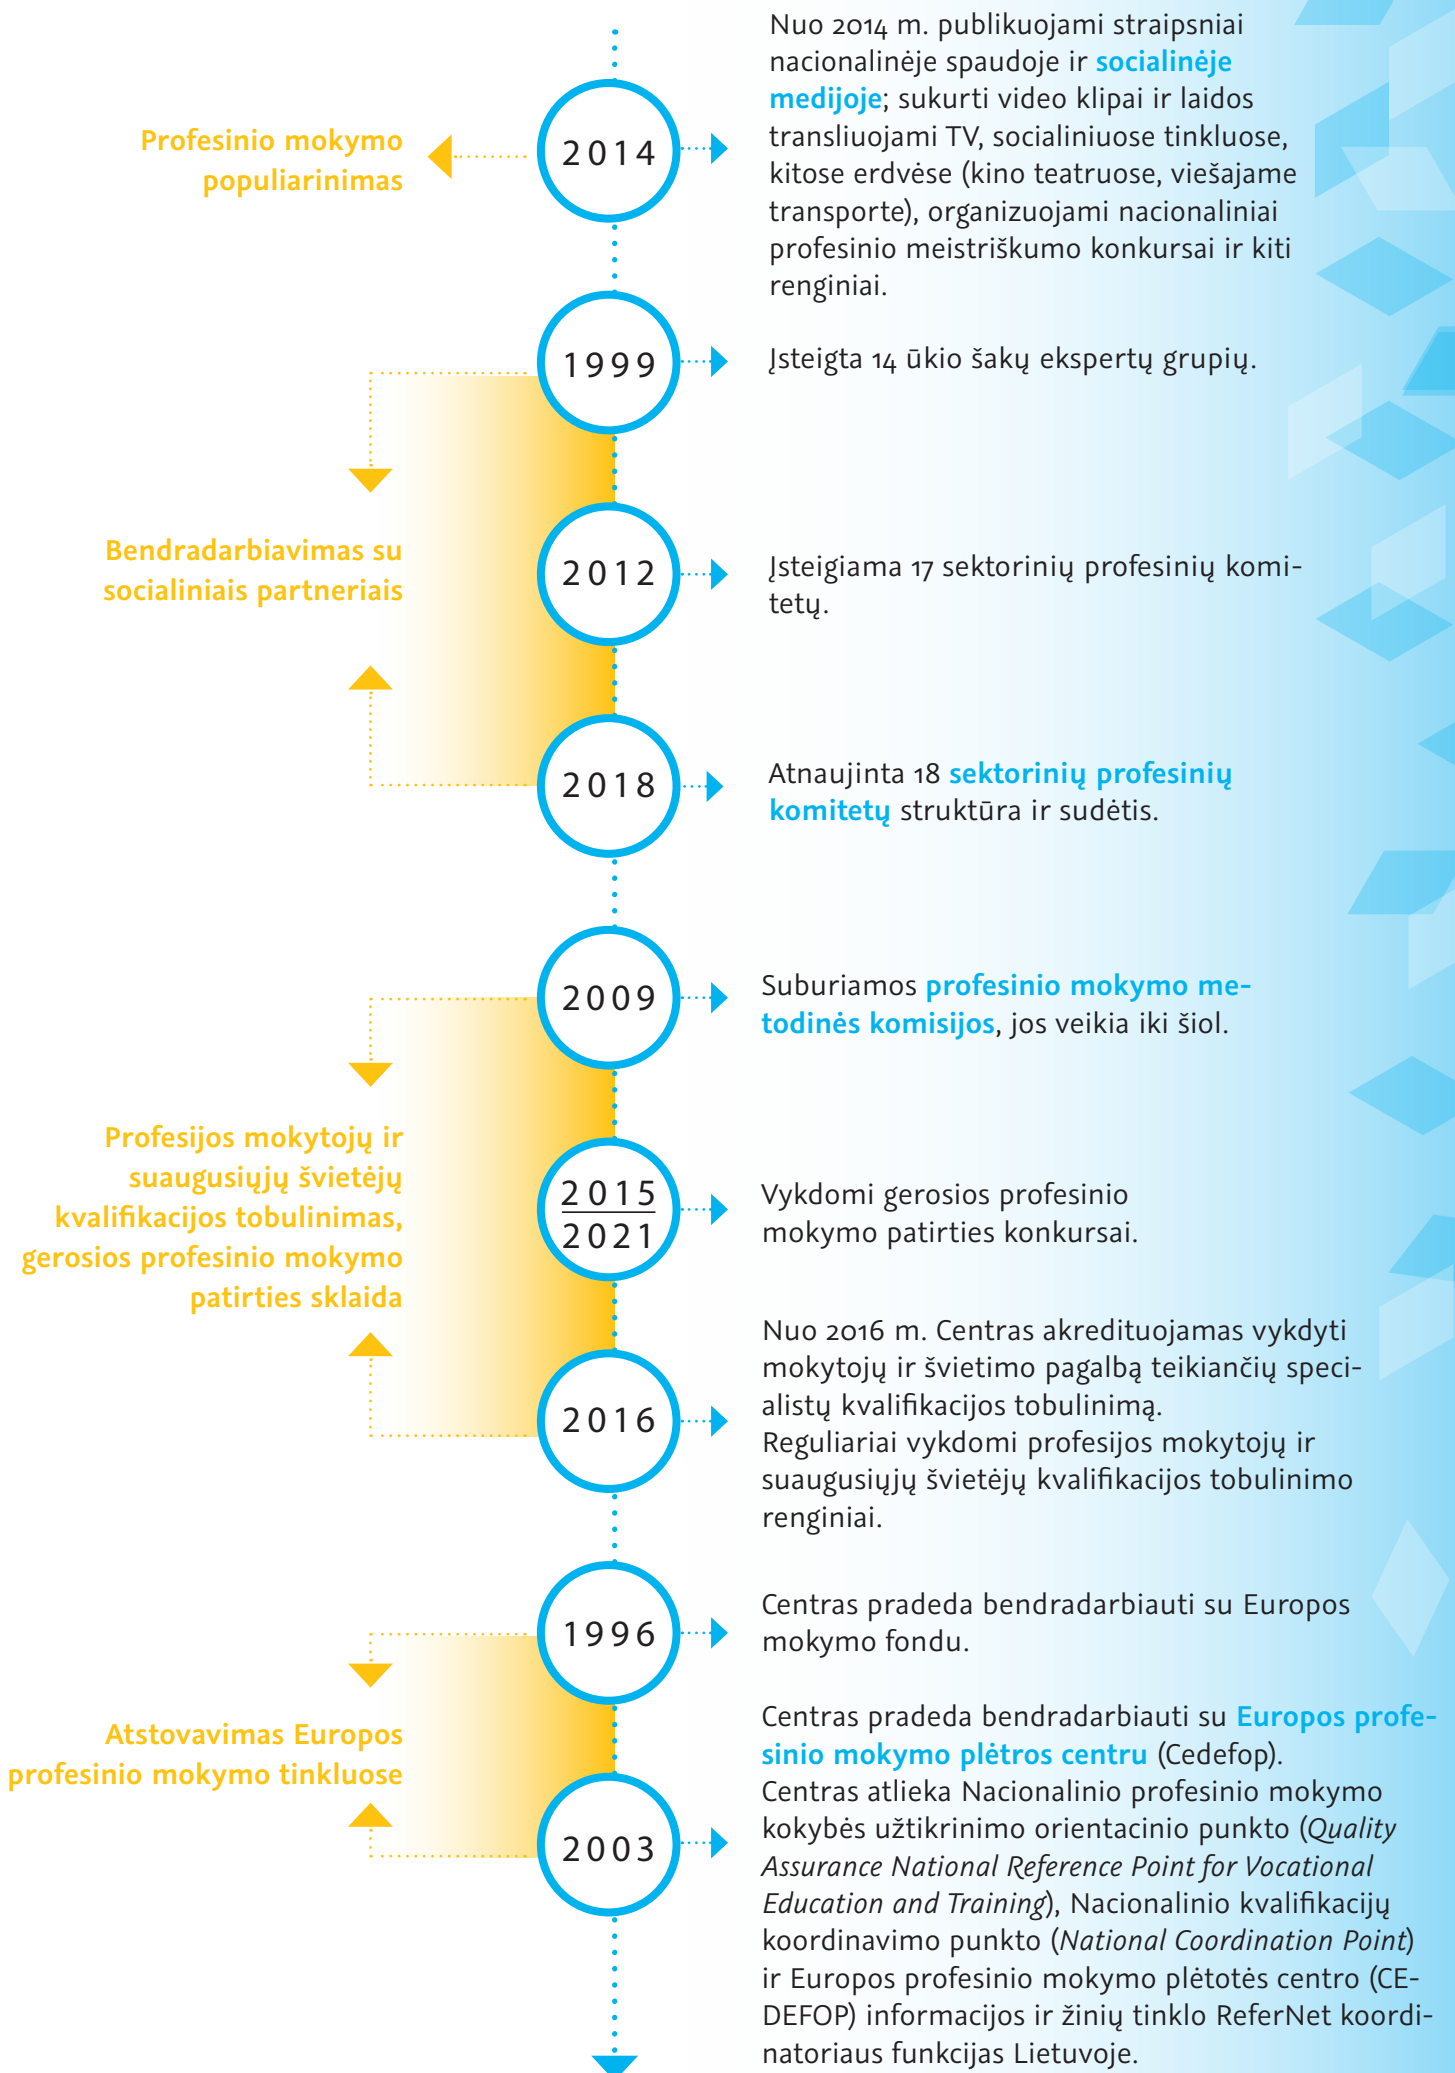 Profesinio mokymo
populiarinimas
2014
Nuo 2014 m. publikuojami straipsniai
nacionalinėje spaudoje ir socialinėje
medijoje; sukurti video klipai ir laidos
transliuojami TV, socialiniuose tinkluose,
kitose erdvėse (kino teatruose, viešajame
transporte), organizuojami nacionaliniai
profesinio meistriškumo konkursai ir kiti
renginiai.
Bendradarbiavimas su
socialiniais partneriais
1999
Įsteigta 14 ūkio šakų ekspertų grupių.
2012
Įsteigiama 17 sektorinių profesinių komi-
tetų.
2018
Atnaujinta 18 sektorinių profesinių
komitetų struktūra ir sudėtis.
Profesijos mokytojų ir
suaugusiųjų švietėjų
kvalifikacijos tobulinimas,
gerosios profesinio mokymo
patirties sklaida
2009
Suburiamos profesinio mokymo me-
todinės komisijos, jos veikia iki šiol.
2015
2021
Vykdomi gerosios profesinio
mokymo patirties konkursai.
2016
Nuo 2016 m. Centras akredituojamas vykdyti
mokytojų ir švietimo pagalbą teikiančių speci-
alistų kvalifikacijos tobulinimą.
Reguliariai vykdomi profesijos mokytojų ir
suaugusiųjų švietėjų kvalifikacijos tobulinimo
renginiai.
Atstovavimas Europos
profesinio mokymo tinkluose
1996
Centras pradeda bendradarbiauti su Europos
mokymo fondu.
2003
Centras pradeda bendradarbiauti su Europos profe-
sinio mokymo plėtros centru (Cedefop).
Centras atlieka Nacionalinio profesinio mokymo
kokybės užtikrinimo orientacinio punkto (Quality
Assurance National Reference Point for Vocational
Education and Training), Nacionalinio kvalifikacijų
koordinavimo punkto (National Coordination Point)
ir Europos profesinio mokymo plėtotės centro (CE-
DEFOP) informacijos ir žinių tinklo ReferNet koordi-
natoriaus funkcijas Lietuvoje.